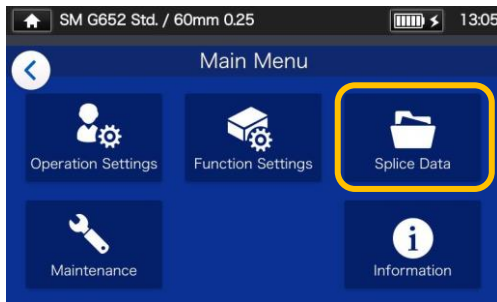 SM G652 Std. / 60mm 0.25 13:05
Main Menu
Operation Settings Function Settings Splice Data
Maintenance Information